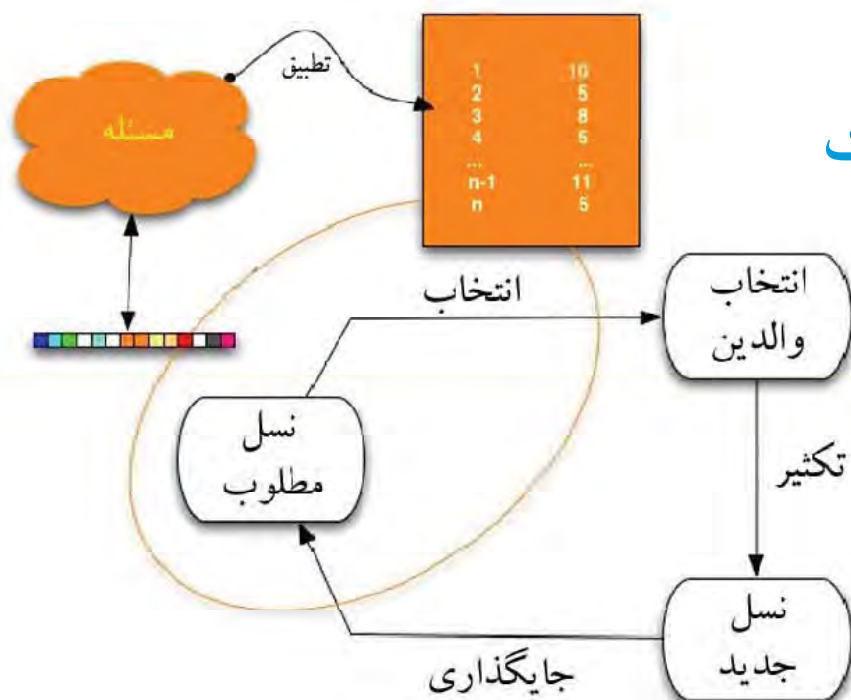 تطبیق
مسئله
1 10
2 5
3 8
4 5
... ...
n-1 11
n 5
انتخاب
انتخاب
والدین
نسل
مطلوب
تکثیر
نسل
جدید
جایگذاری